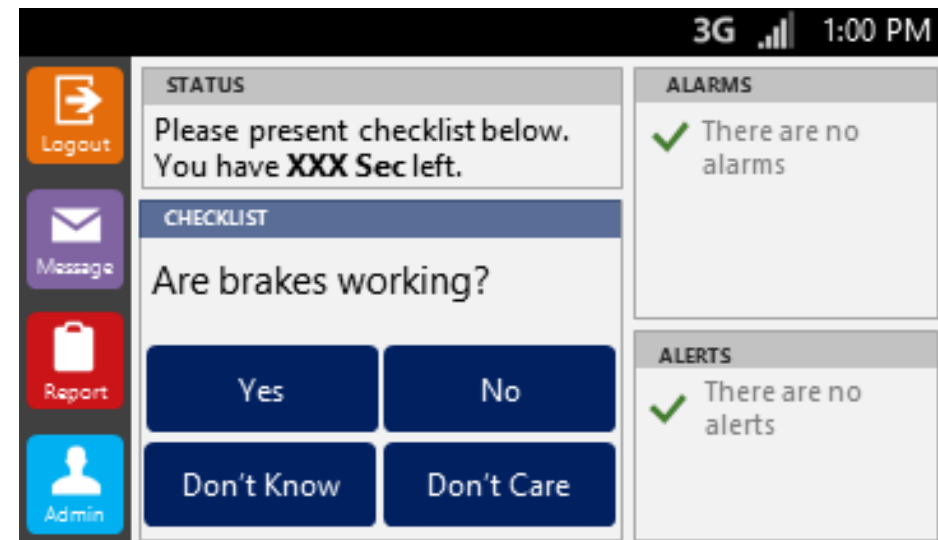 3G 1:00 PM
Logout
Message
Report
Admin
STATUS
Please present checklist below.
You have XXX Sec left.
CHECKLIST
Are brakes working?
Yes
No
Don't Know
Don't Care
ALARMS
There are no
alarms
ALERTS
There are no
alerts